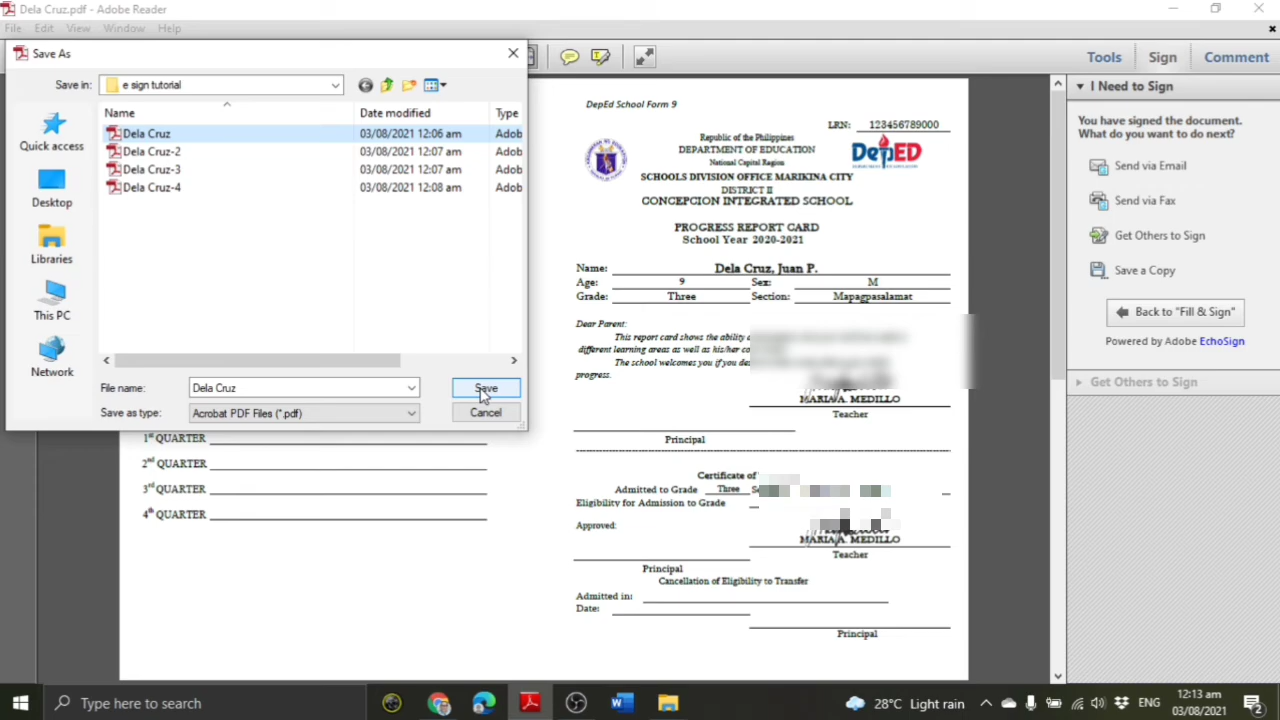 Dela Cruz.pdf - Adobe Reader
File Edit View Window Help
Save As
Save in: e sign tutorial
Name Date modified Type
Dela Cruz 03/08/2021 12:06 am Adob
Dela Cruz-2 03/08/2021 12:07 am Adob
Dela Cruz-3 03/08/2021 12:07 am Adob
Dela Cruz-4 03/08/2021 12:08 am Adob
Quick access
Desktop
Libraries
This PC
Network
File name: Dela Cruz Save
Save as type: Acrobat PDF Files (*.pdf) Cancel
1st QUARTER
2nd QUARTER
3rd QUARTER
4th QUARTER
DepEd School Form 9
LRN: 123456789000
Republic of the Philippines
DEPARTMENT OF EDUCATION
National Capital Region
DepED
SCHOOLS DIVISION OFFICE MARIKINA CITY
DISTRICT II
CONCEPCION INTEGRATED SCHOOL
PROGRESS REPORT CARD
School Year 2020-2021
Name: Dela Cruz, Juan P.
Age: 9 Sex: M
Grade: Three Section: Mapagpasalamat
Dear Parent:
This report card shows the ability
different learning areas as well as his/her
The school welcomes you if you
progress.
MARIA A. MEDILLO
Teacher
Principal
Certificate of
Admitted to Grade Three
Eligibility for Admission to Grade
Approved:
MARIA A. MEDILLO
Teacher
Principal
Cancellation of Eligibility to Transfer
Admitted in:
Date:
Principal
Tools Sign Comment
I Need to Sign
You have signed the document.
What do you want to do next?
Send via Email
Send via Fax
Get Others to Sign
Save a Copy
Back to "Fill & Sign"
Powered by Adobe EchoSign
Get Others to Sign
Type here to search
28°C Light rain
ENG
12:13 am
03/08/2021
2